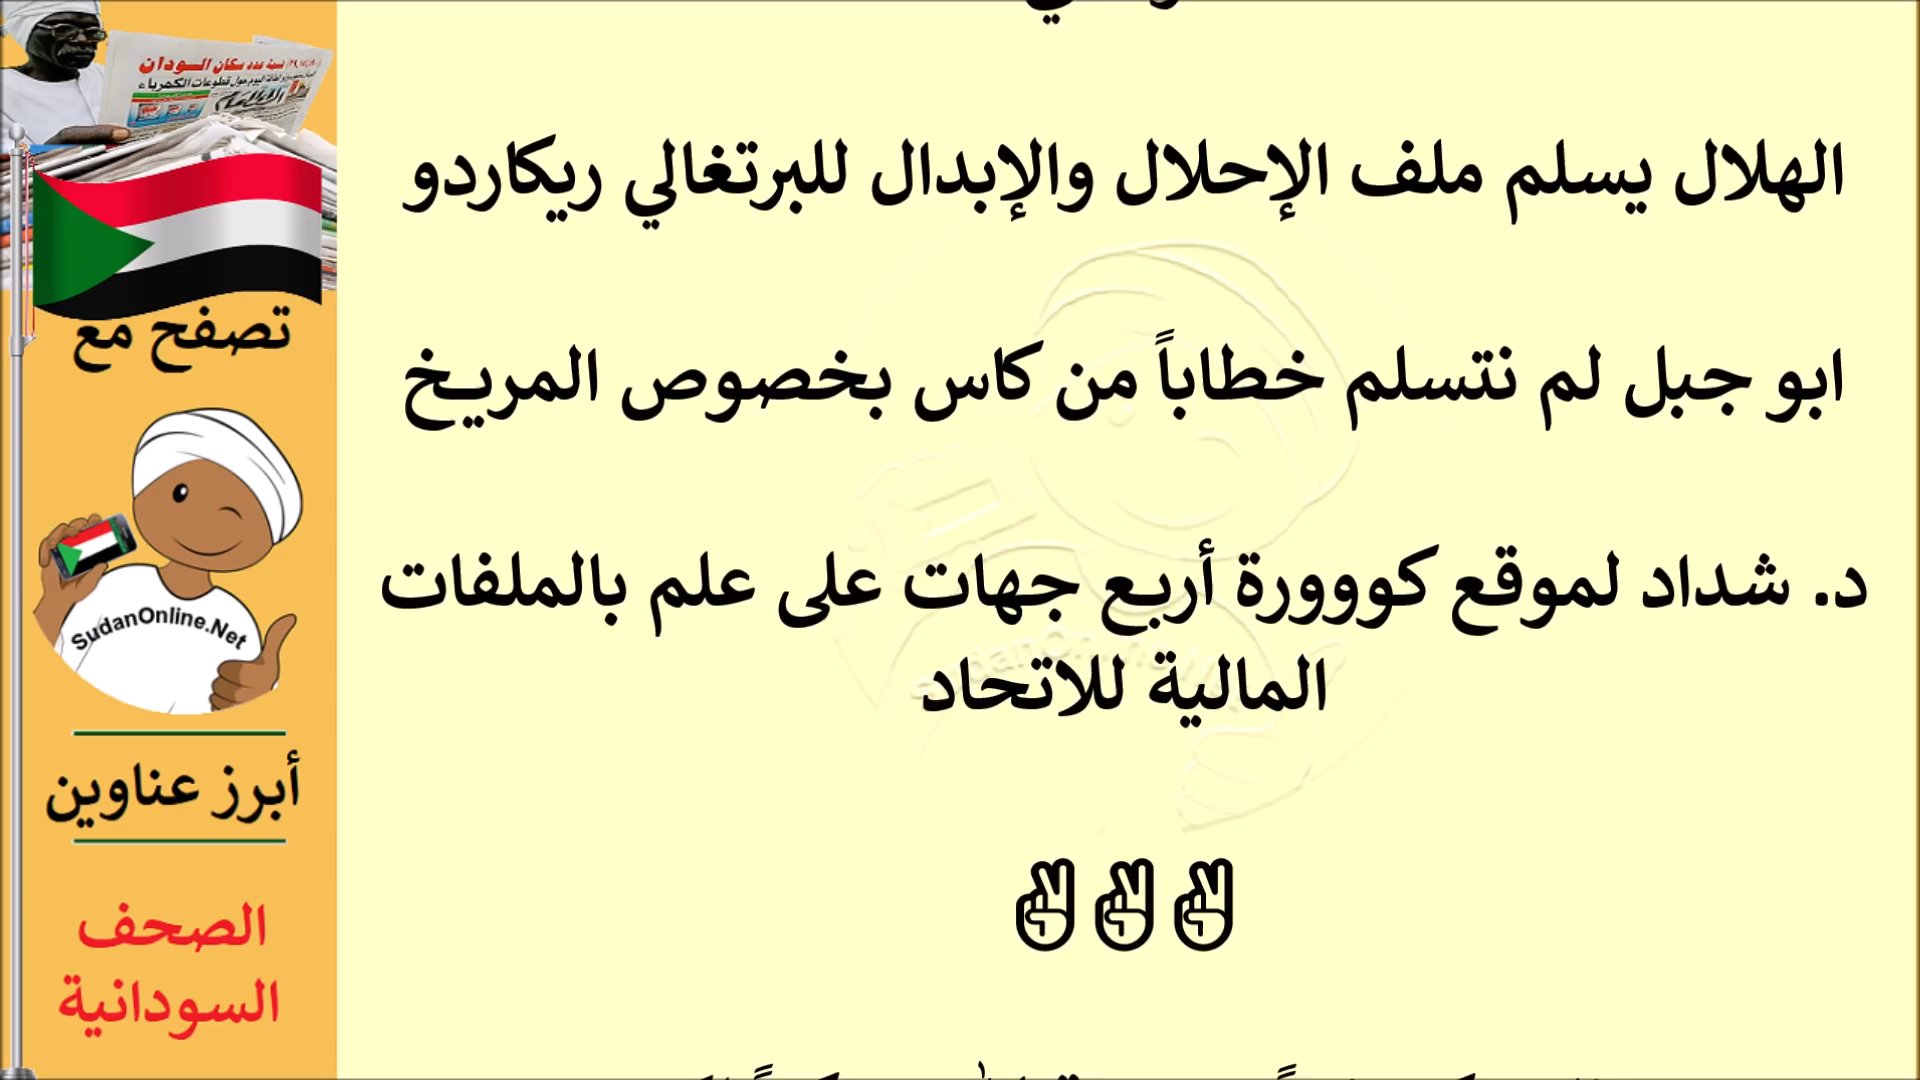 الهلال يسلم ملف الإحلال والإبدال للبرتغالي ريكاردو
ابو جبل لم نتسلم خطاباً من كاس بخصوص المريخ
د. شداد لموقع كووورة أربع جهات على علم بالملفات
المالية للاتحاد
✌✌✌
تصفح مع
SudanOnline.Net
أبرز عناوين
الصحف
السودانية